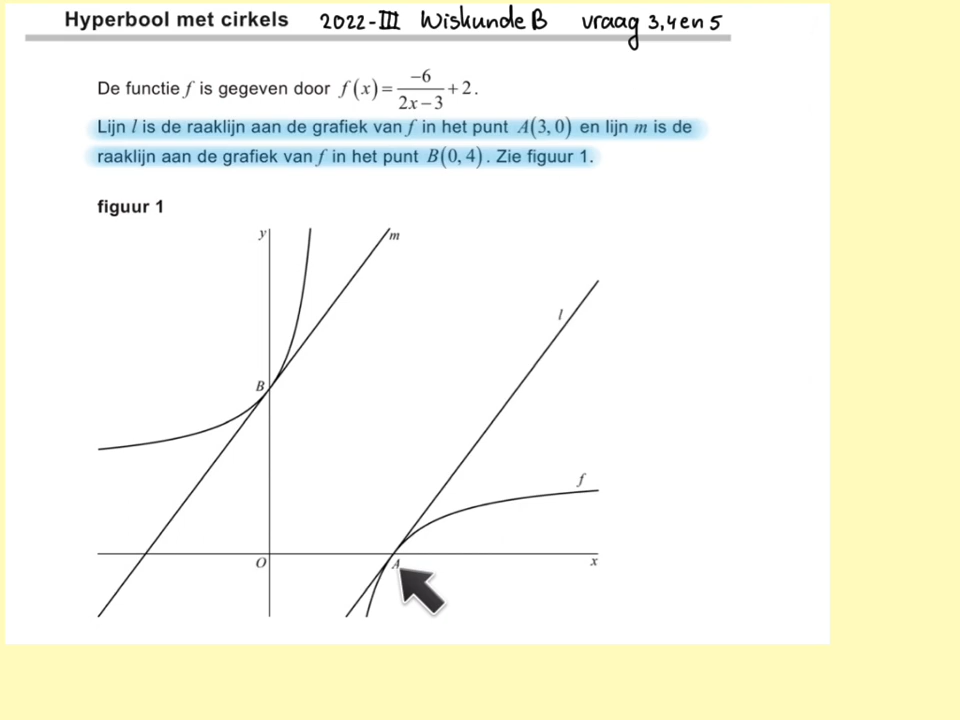 Hyperbool met cirkels 2022-III Wiskunde B vraag 3,4 en 5
De functie f is gegeven door f(x) = -6/(2x-3) + 2.
Lijn l is de raaklijn aan de grafiek van f in het punt A(3, 0) en lijn m is de
raaklijn aan de grafiek van f in het punt B(0, 4). Zie figuur 1.
figuur 1
y
m
l
B
f
O
A
x